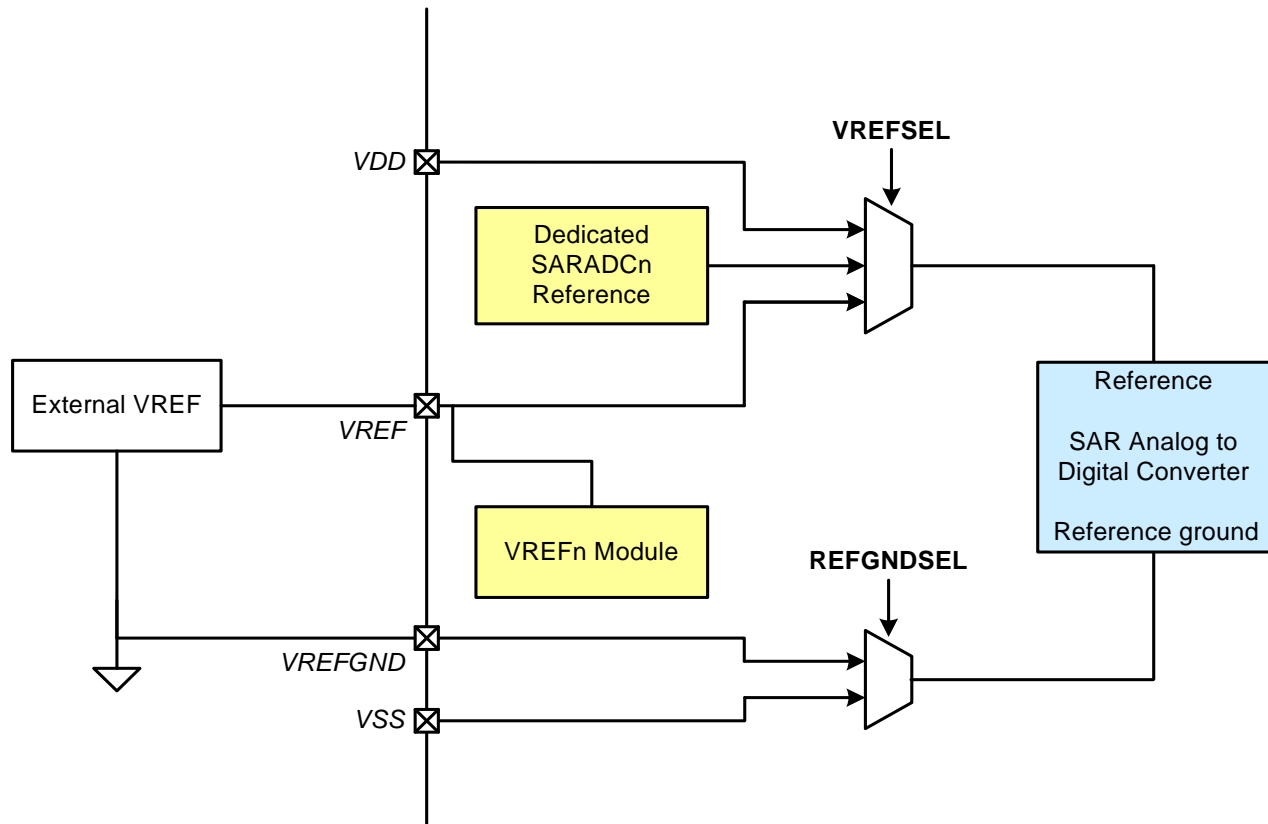 VREFSEL
VDD
Dedicated
SARADCn
Reference
External VREF
VREF
Reference
SAR Analog to
Digital Converter
Reference ground
VREFn Module
REFGNDSEL
VREFGND
VSS